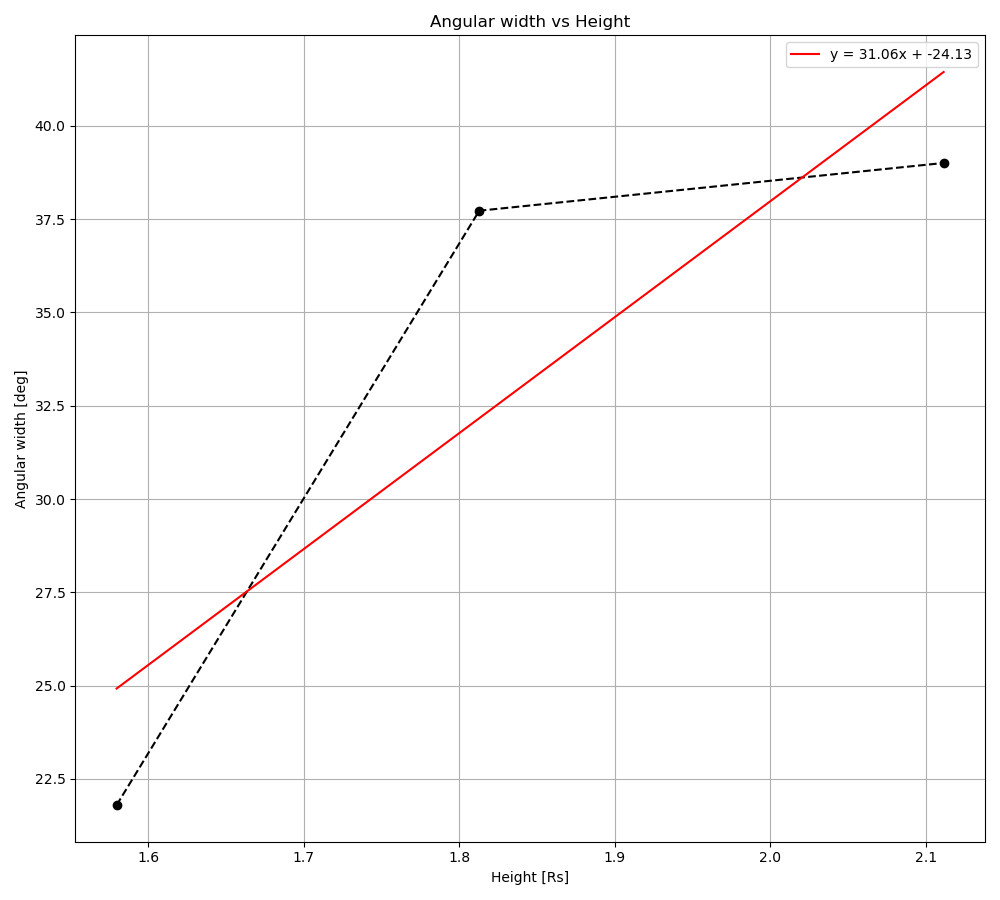 Angular width vs Height
y = 31.06x + -24.13
40.0
37.5
35.0
32.5
30.0
27.5
25.0
22.5
Angular width [deg]
1.6 1.7 1.8 1.9 2.0 2.1
Height [Rs]